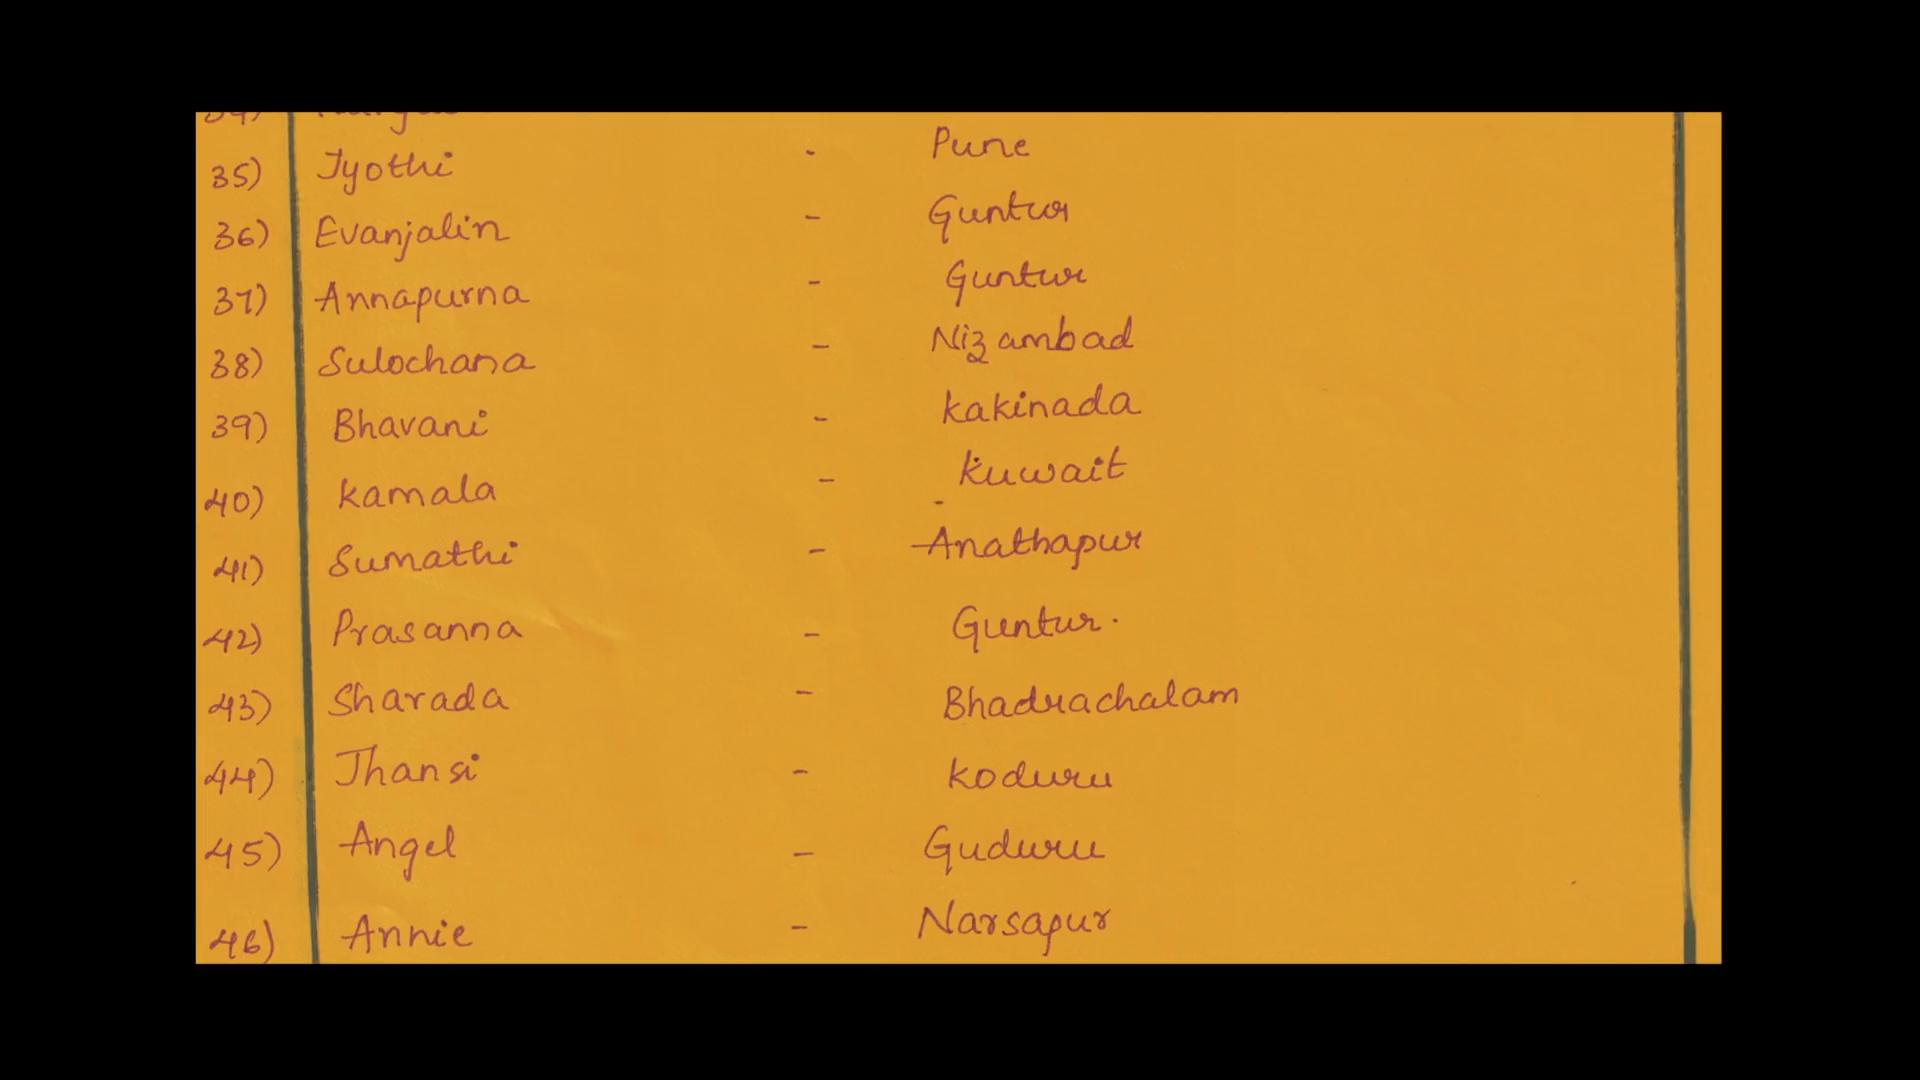 35) Jyothi - Pune
36) Evanjalin - Guntur
37) Annapurna - Guntur
38) Sulochana - Nizambad
39) Bhavani - kakinada
40) kamala - kuwait
41) Sumathi - Anathapur
42) Prasanna - Guntur.
43) Sharada - Bhadrachalam
44) Jhansi - koduru
45) Angel - Guduru
46) Annie - Narsapur